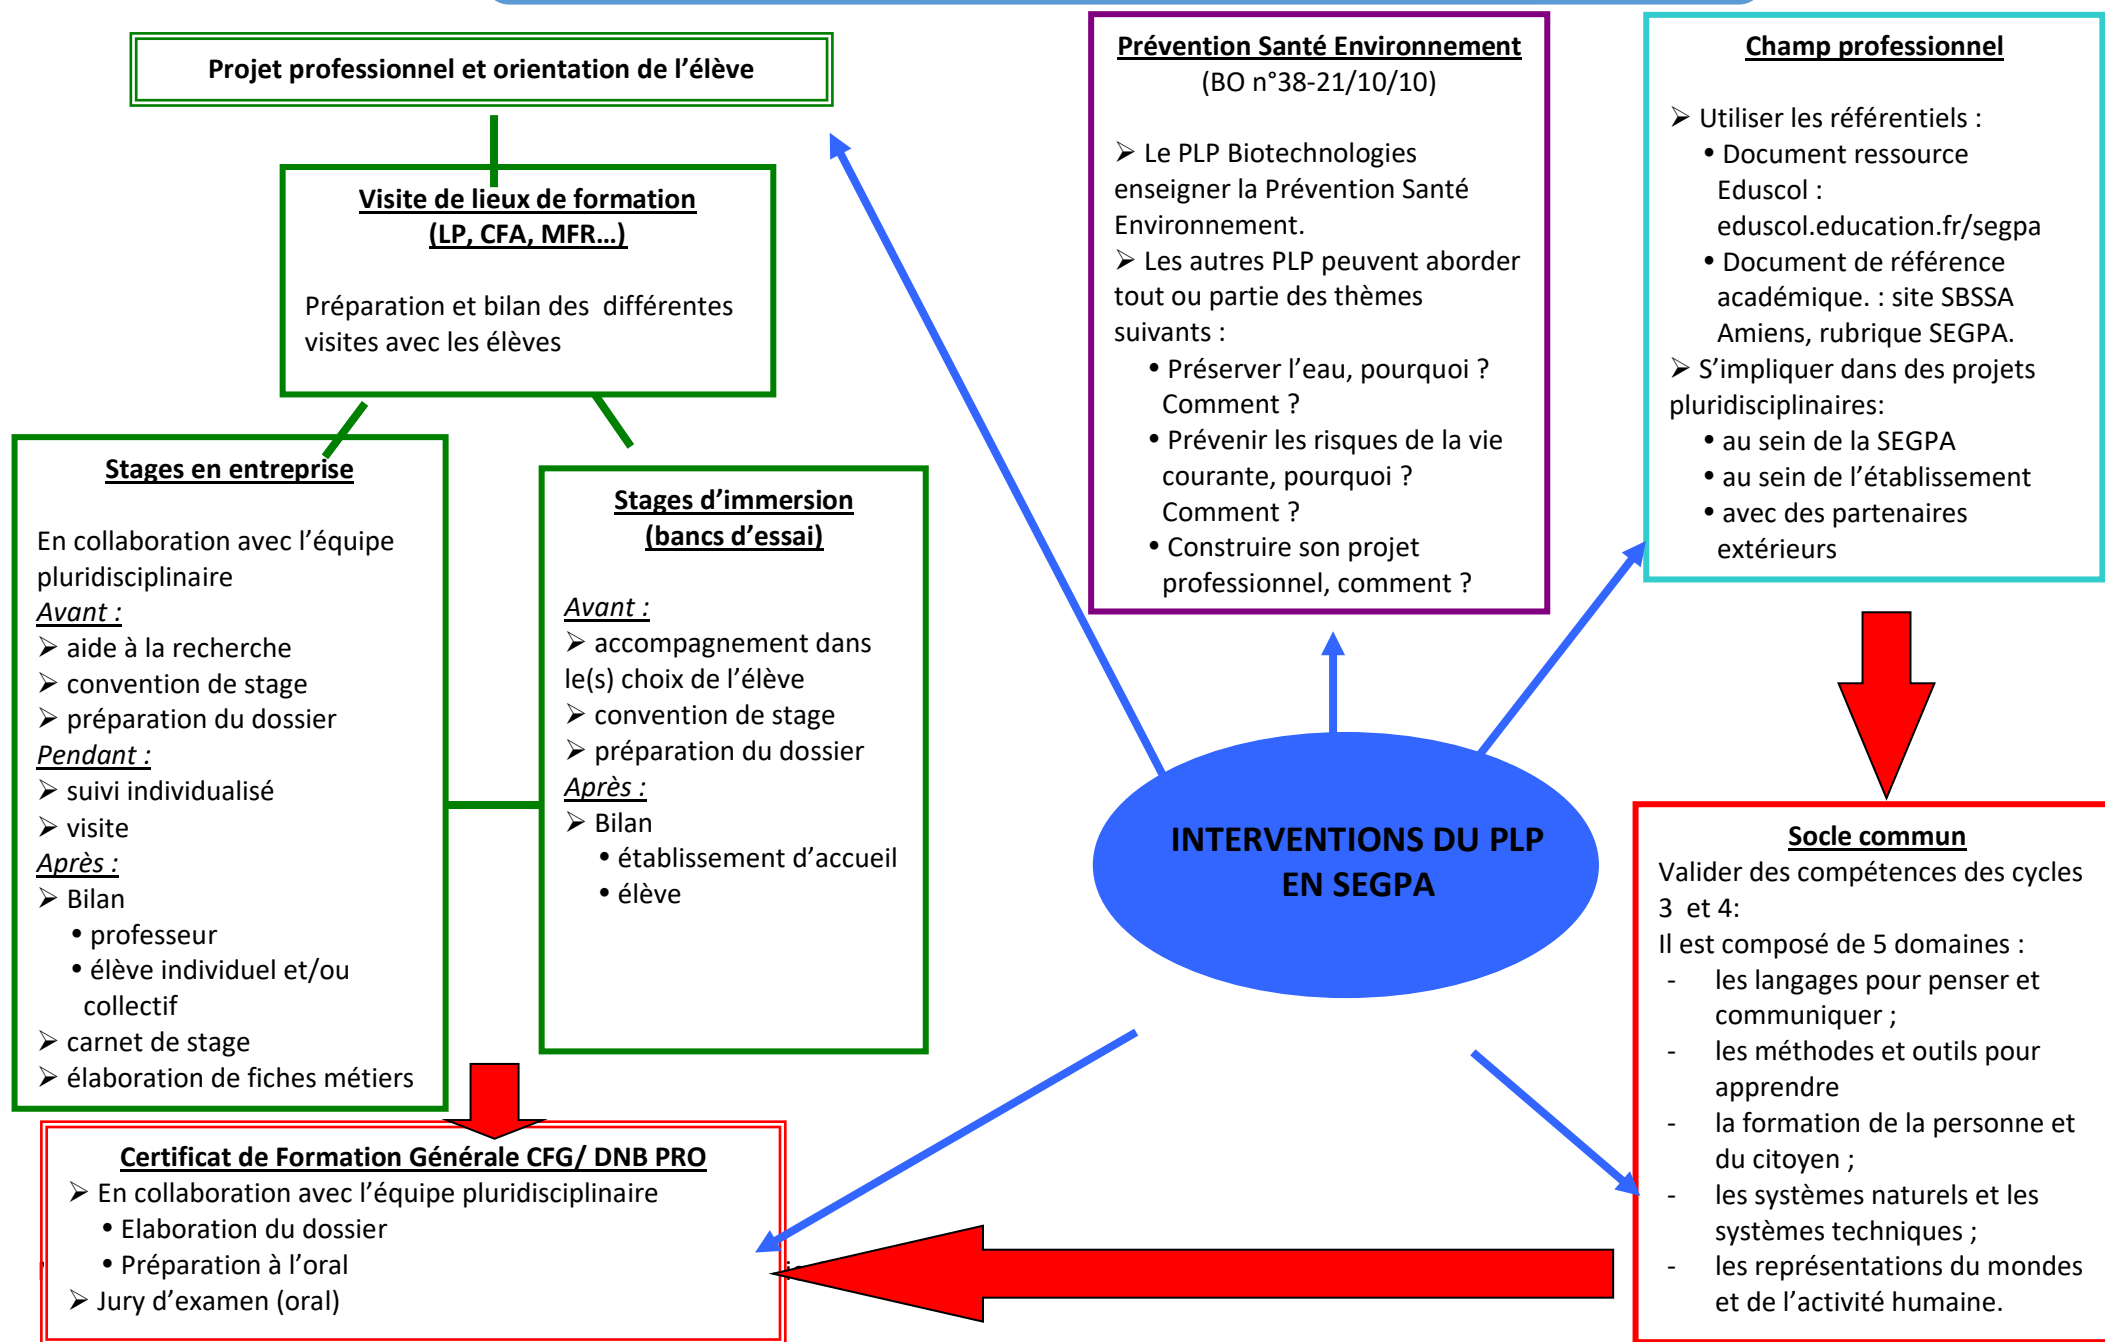 Projet professionnel et orientation de l’élève
Visite de lieux de formation
(LP, CFA, MFR…)
Préparation et bilan des différentes
visites avec les élèves
Stages en entreprise
En collaboration avec l’équipe
pluridisciplinaire
Avant :
➢ aide à la recherche
➢ convention de stage
➢ préparation du dossier
Pendant :
➢ suivi individualisé
➢ visite
Après :
➢ Bilan
• professeur
• élève individuel et/ou
collectif
➢ carnet de stage
➢ élaboration de fiches métiers
Stages d’immersion
(bancs d’essai)
Avant :
➢ accompagnement dans
le(s) choix de l’élève
➢ convention de stage
➢ préparation du dossier
Après :
➢ Bilan
• établissement d’accueil
• élève
Prévention Santé Environnement
(BO n°38-21/10/10)
➢ Le PLP Biotechnologies
enseigner la Prévention Santé
Environnement.
➢ Les autres PLP peuvent aborder
tout ou partie des thèmes
suivants :
• Préserver l’eau, pourquoi ?
Comment ?
• Prévenir les risques de la vie
courante, pourquoi ?
Comment ?
• Construire son projet
professionnel, comment ?
Champ professionnel
➢ Utiliser les référentiels :
• Document ressource
Eduscol :
eduscol.education.fr/segpa
• Document de référence
académique. : site SBSSA
Amiens, rubrique SEGPA.
➢ S’impliquer dans des projets
pluridisciplinaires:
• au sein de la SEGPA
• au sein de l’établissement
• avec des partenaires
extérieurs
INTERVENTIONS DU PLP
EN SEGPA
Socle commun
Valider des compétences des cycles
3 et 4:
Il est composé de 5 domaines :
- les langages pour penser et
communiquer ;
- les méthodes et outils pour
apprendre
- la formation de la personne et
du citoyen ;
- les systèmes naturels et les
systèmes techniques ;
- les représentations du mondes
et de l’activité humaine.
Certificat de Formation Générale CFG/ DNB PRO
➢ En collaboration avec l’équipe pluridisciplinaire
• Elaboration du dossier
• Préparation à l’oral
➢ Jury d’examen (oral)